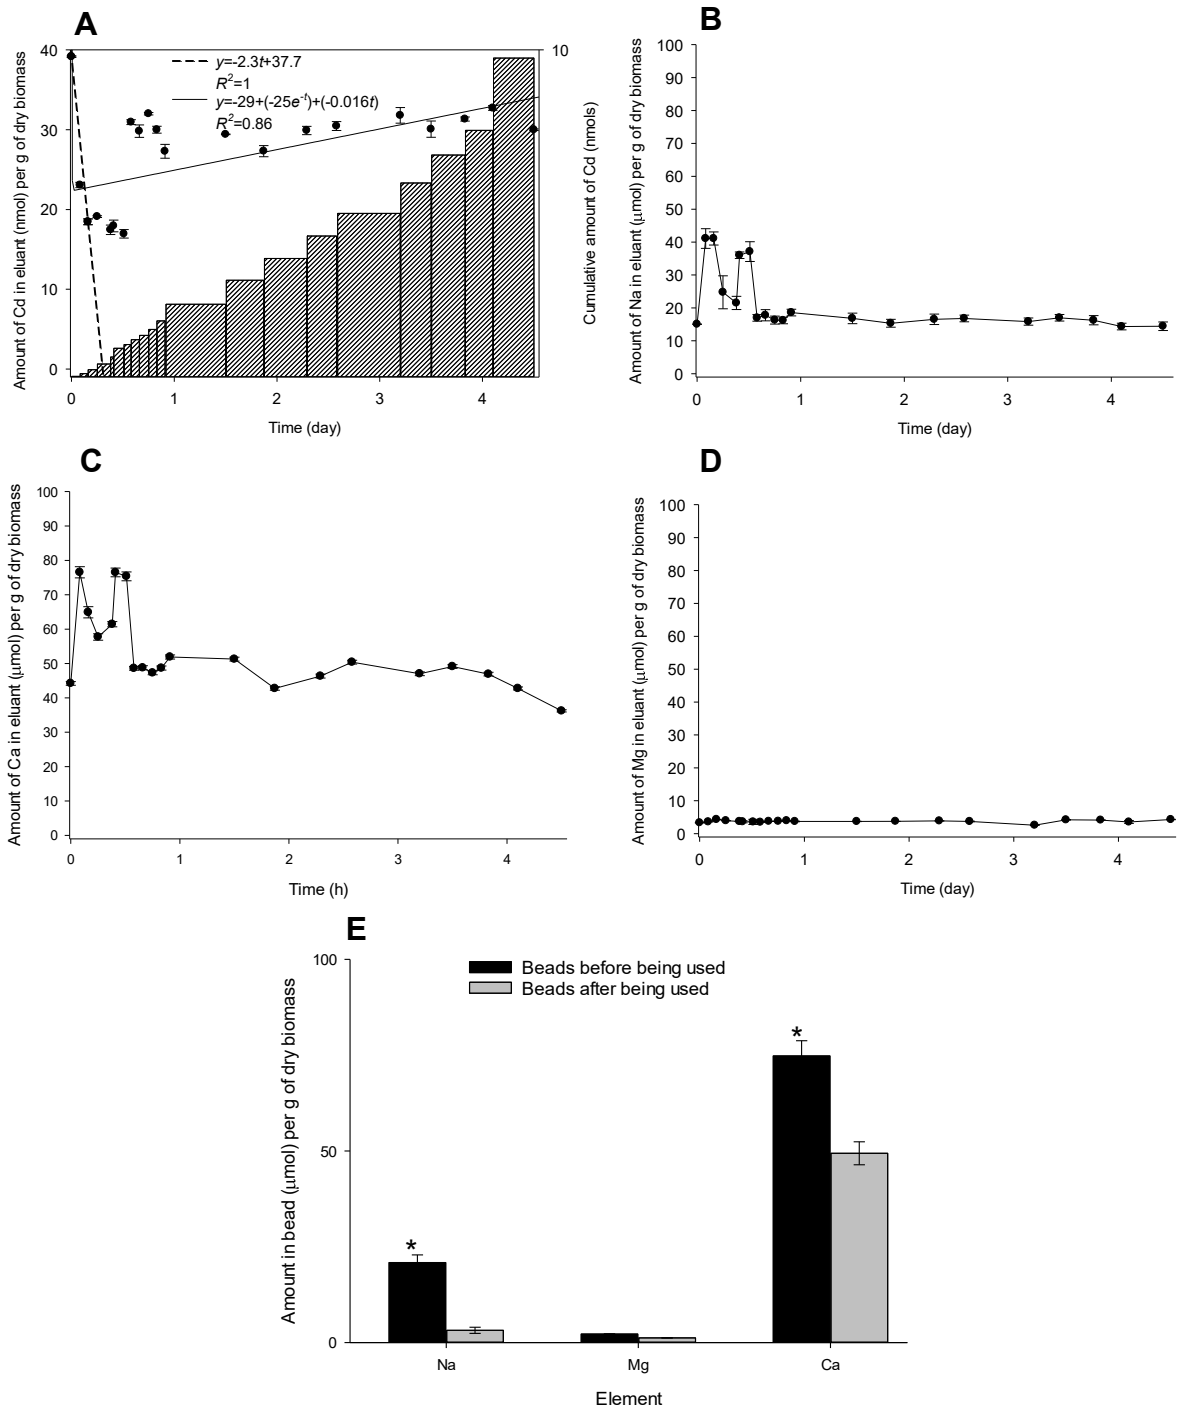 A
Amount of Cd in eluant (nmol) per g of dry biomass
40
30
20
10
0
y=-2.3t+37.7
R²=1
y=-29+(-25e⁻ᵗ)+(-0.016t)
R²=0.86
10
Cumulative amount of Cd (nmols)
0 1 2 3 4
Time (day)
B
Amount of Na in eluant (µmol) per g of dry biomass
100
90
80
70
60
50
40
30
20
10
0
0 1 2 3 4
Time (day)
C
Amount of Ca in eluant (µmol) per g of dry biomass
100
90
80
70
60
50
40
30
20
10
0
0 1 2 3 4
Time (h)
D
Amount of Mg in eluant (µmol) per g of dry biomass
100
90
80
70
60
50
40
30
20
10
0
0 1 2 3 4
Time (day)
E
Amount in bead (µmol) per g of dry biomass
100
50
0
Beads before being used
Beads after being used
*
*
Na Mg Ca
Element